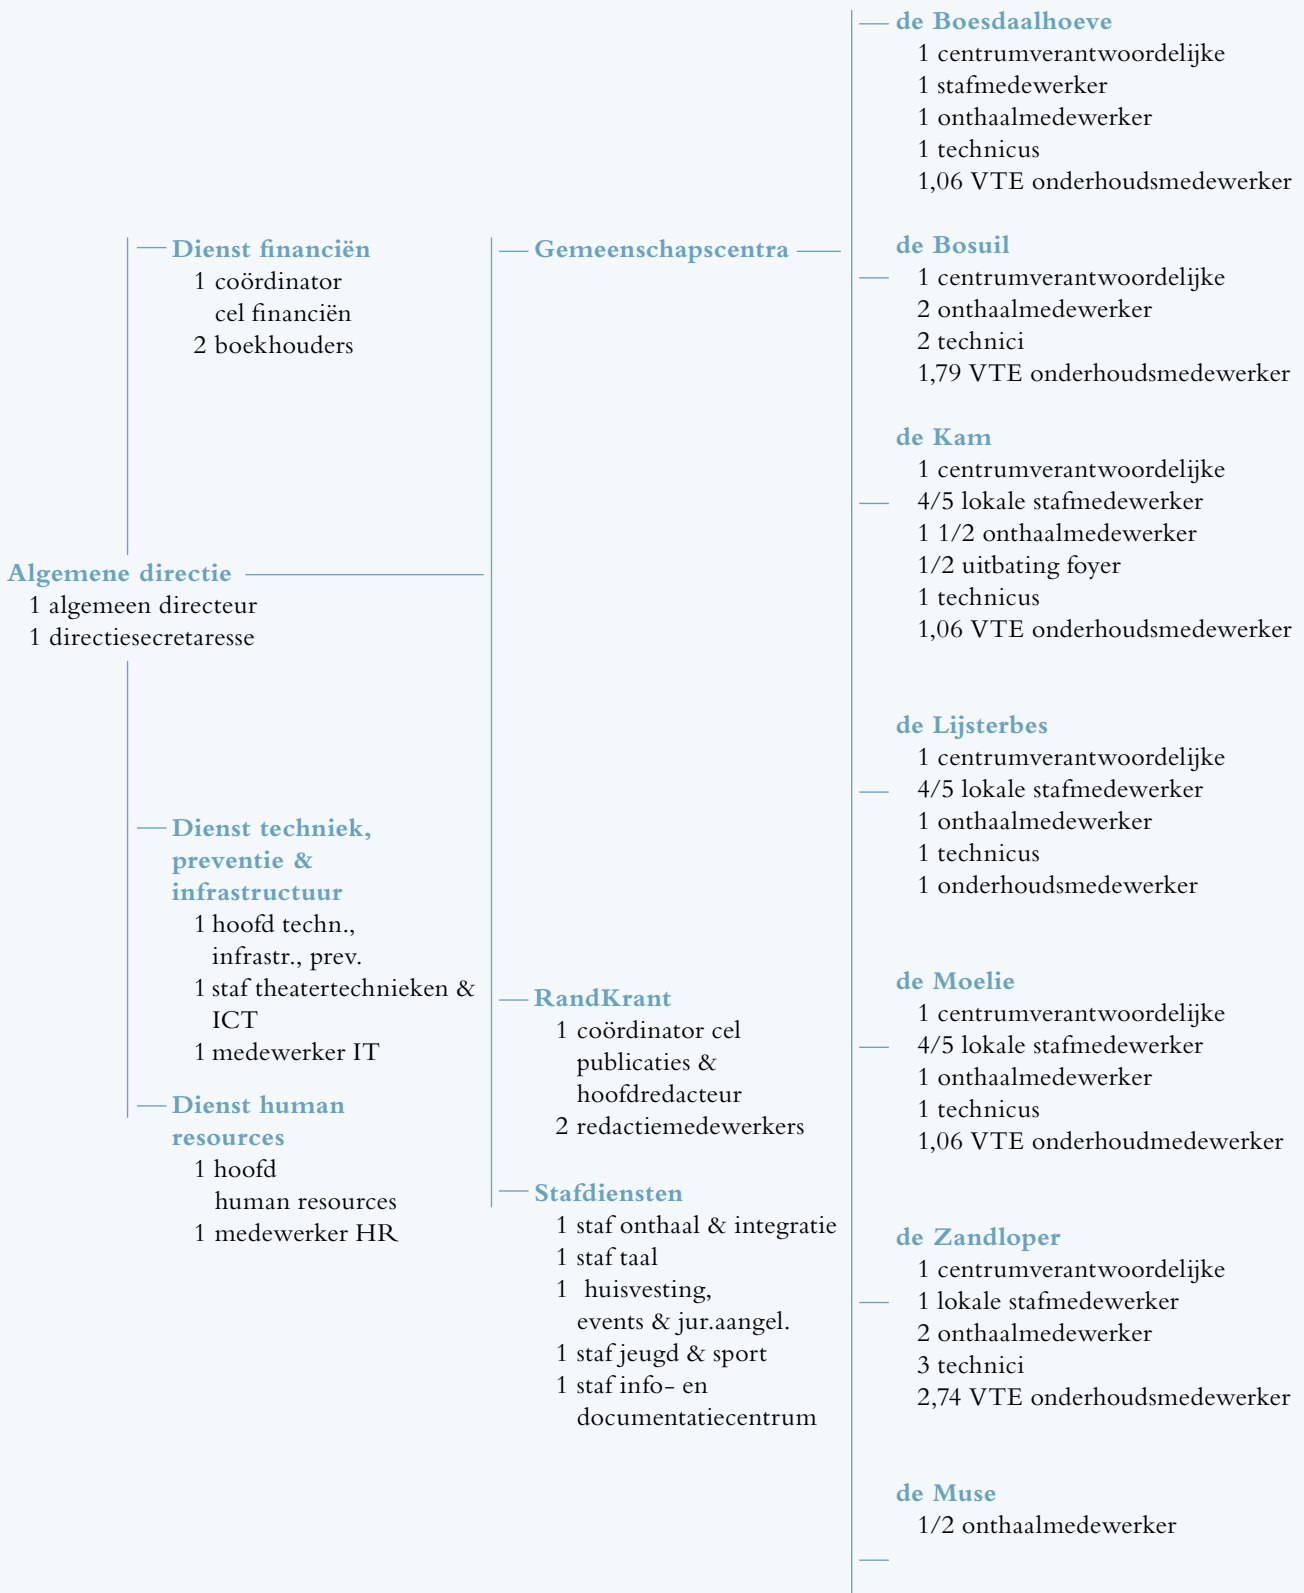 Algemene directie
1 algemeen directeur
1 directiesecretaresse
Dienst financiën
1 coördinator
cel financiën
2 boekhouders
Dienst techniek,
preventie &
infrastructuur
1 hoofd techn.,
infrastr., prev.
1 staf theatertechnieken &
ICT
1 medewerker IT
Dienst human
resources
1 hoofd
human resources
1 medewerker HR
Gemeenschapscentra
RandKrant
1 coördinator cel
publicaties &
hoofdredacteur
2 redactiemedewerkers
Stafdiensten
1 staf onthaal & integratie
1 staf taal
1 huisvesting,
events & jur.aangel.
1 staf jeugd & sport
1 staf info- en
documentatiecentrum
de Boesdaalhoeve
1 centrumverantwoordelijke
1 stafmedewerker
1 onthaalmedewerker
1 technicus
1,06 VTE onderhoudsmedewerker
de Bosuil
1 centrumverantwoordelijke
2 onthaalmedewerker
2 technici
1,79 VTE onderhoudsmedewerker
de Kam
1 centrumverantwoordelijke
4/5 lokale stafmedewerker
1 1/2 onthaalmedewerker
1/2 uitbating foyer
1 technicus
1,06 VTE onderhoudsmedewerker
de Lijsterbes
1 centrumverantwoordelijke
4/5 lokale stafmedewerker
1 onthaalmedewerker
1 technicus
1 onderhoudsmedewerker
de Moelie
1 centrumverantwoordelijke
4/5 lokale stafmedewerker
1 onthaalmedewerker
1 technicus
1,06 VTE onderhoudmedewerker
de Zandloper
1 centrumverantwoordelijke
1 lokale stafmedewerker
2 onthaalmedewerker
3 technici
2,74 VTE onderhoudsmedewerker
de Muse
1/2 onthaalmedewerker